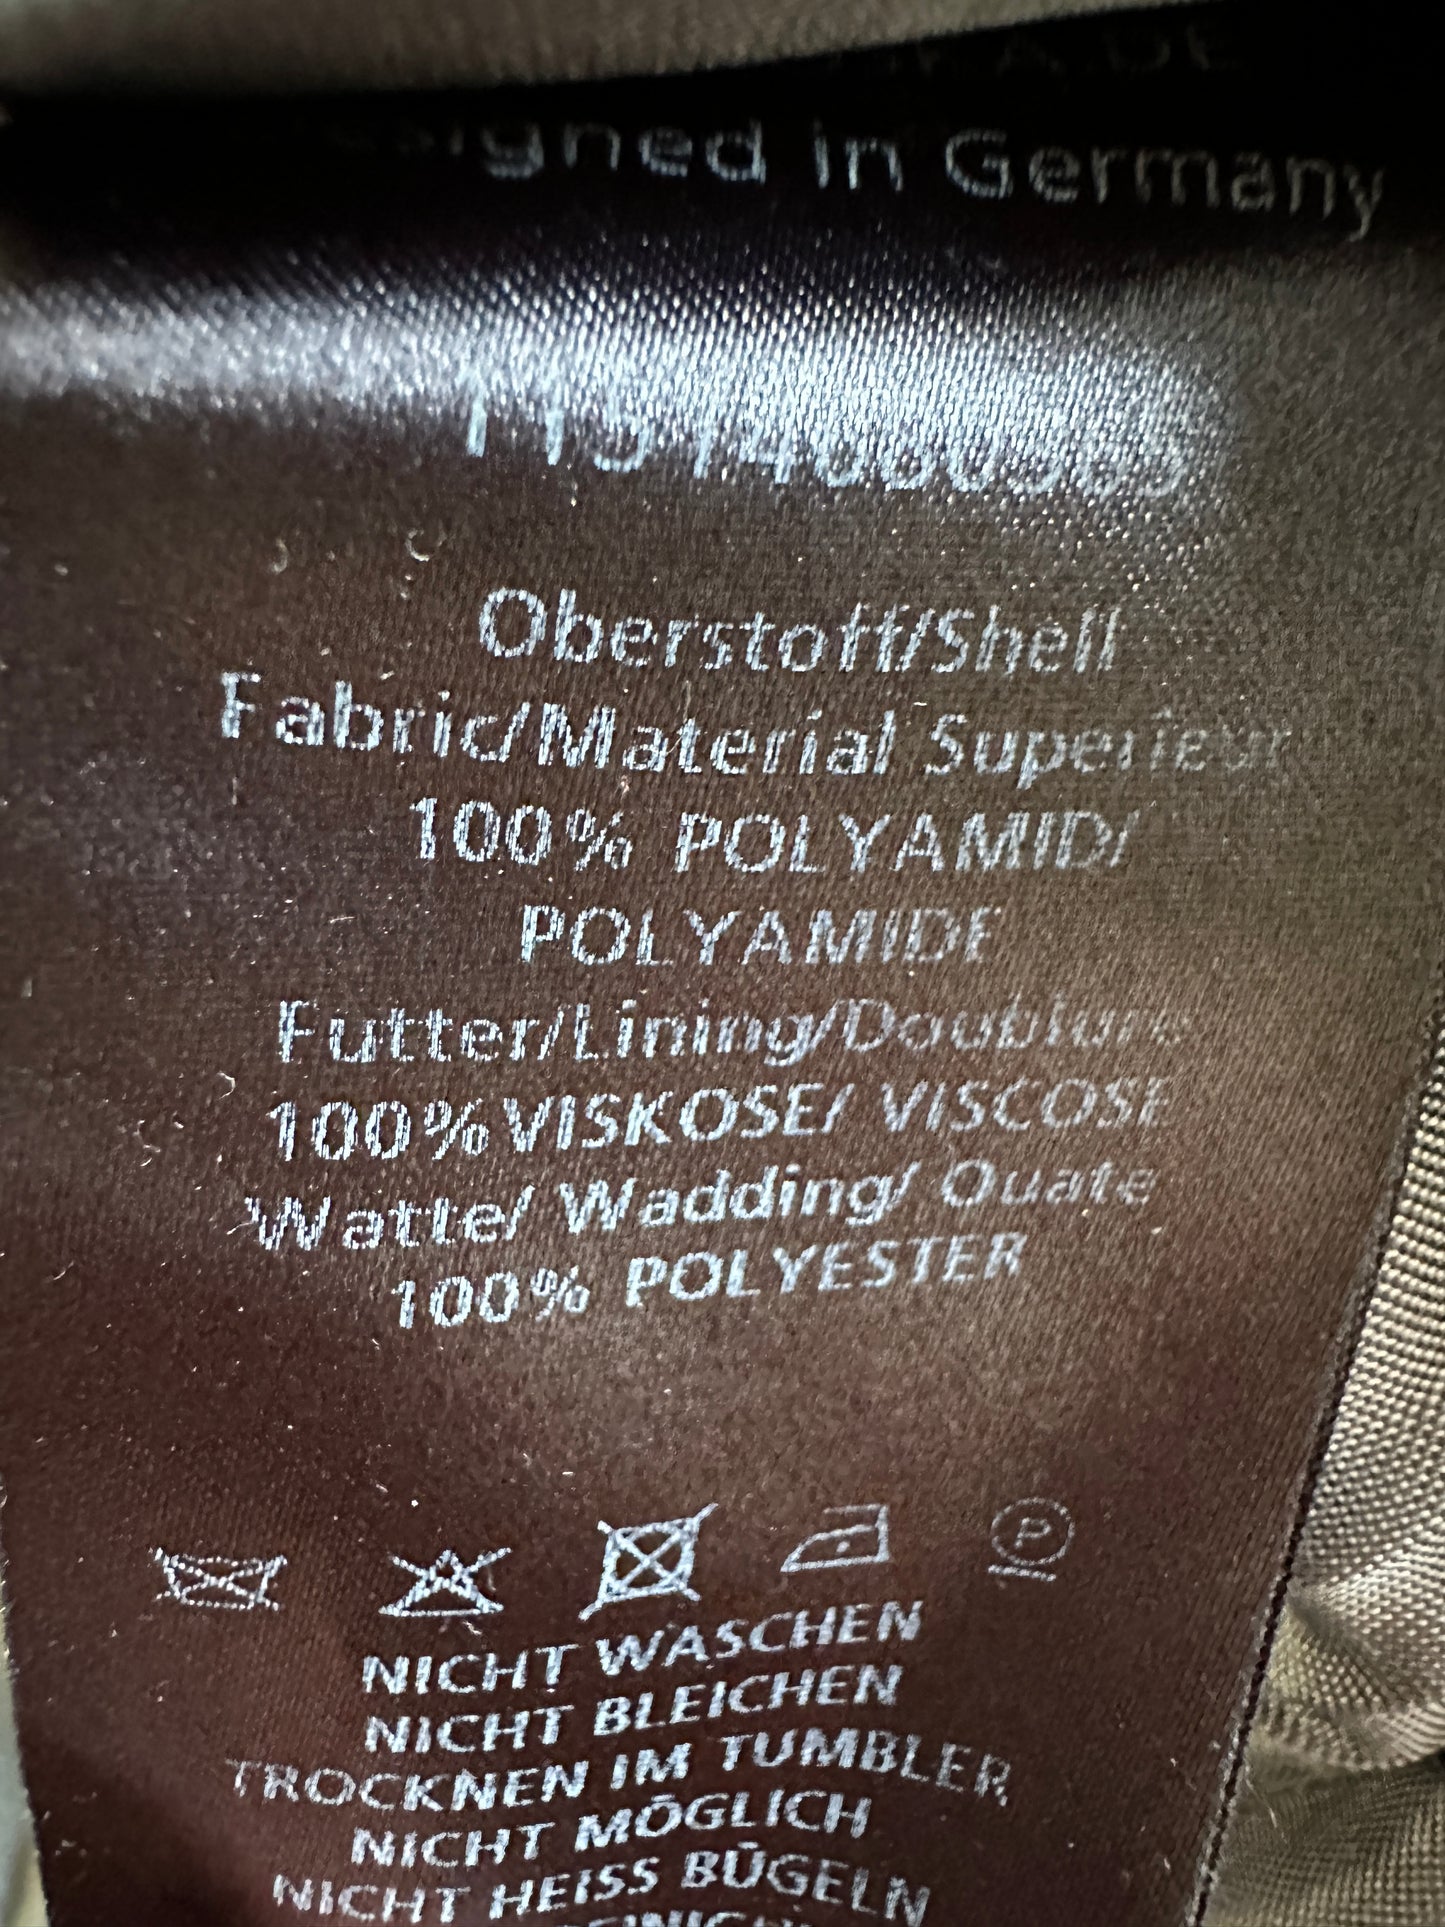 Designed in Germany
Oberstoff/Shell
Fabric/Material Superieur
100% POLYAMID/
POLYAMIDE
Futter/Lining/Doublure
100% VISKOSE/ VISCOSE
Watte/ Wadding/ Ouate
100% POLYESTER
P
NICHT WASCHEN
NICHT BLEICHEN
TROCKNEN IM TUMBLER
NICHT MÖGLICH
NICHT HEISS BÜGELN